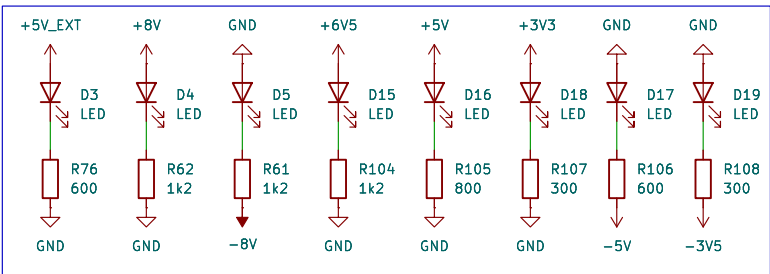 +5V_EXT +8V GND +6V5 +5V +3V3 GND GND
D3 D4 D5 D15 D16 D18 D17 D19
LED LED LED LED LED LED LED LED
R76 R62 R61 R104 R105 R107 R106 R108
600 1k2 1k2 1k2 800 300 600 300
GND GND -8V GND GND GND -5V -3V5